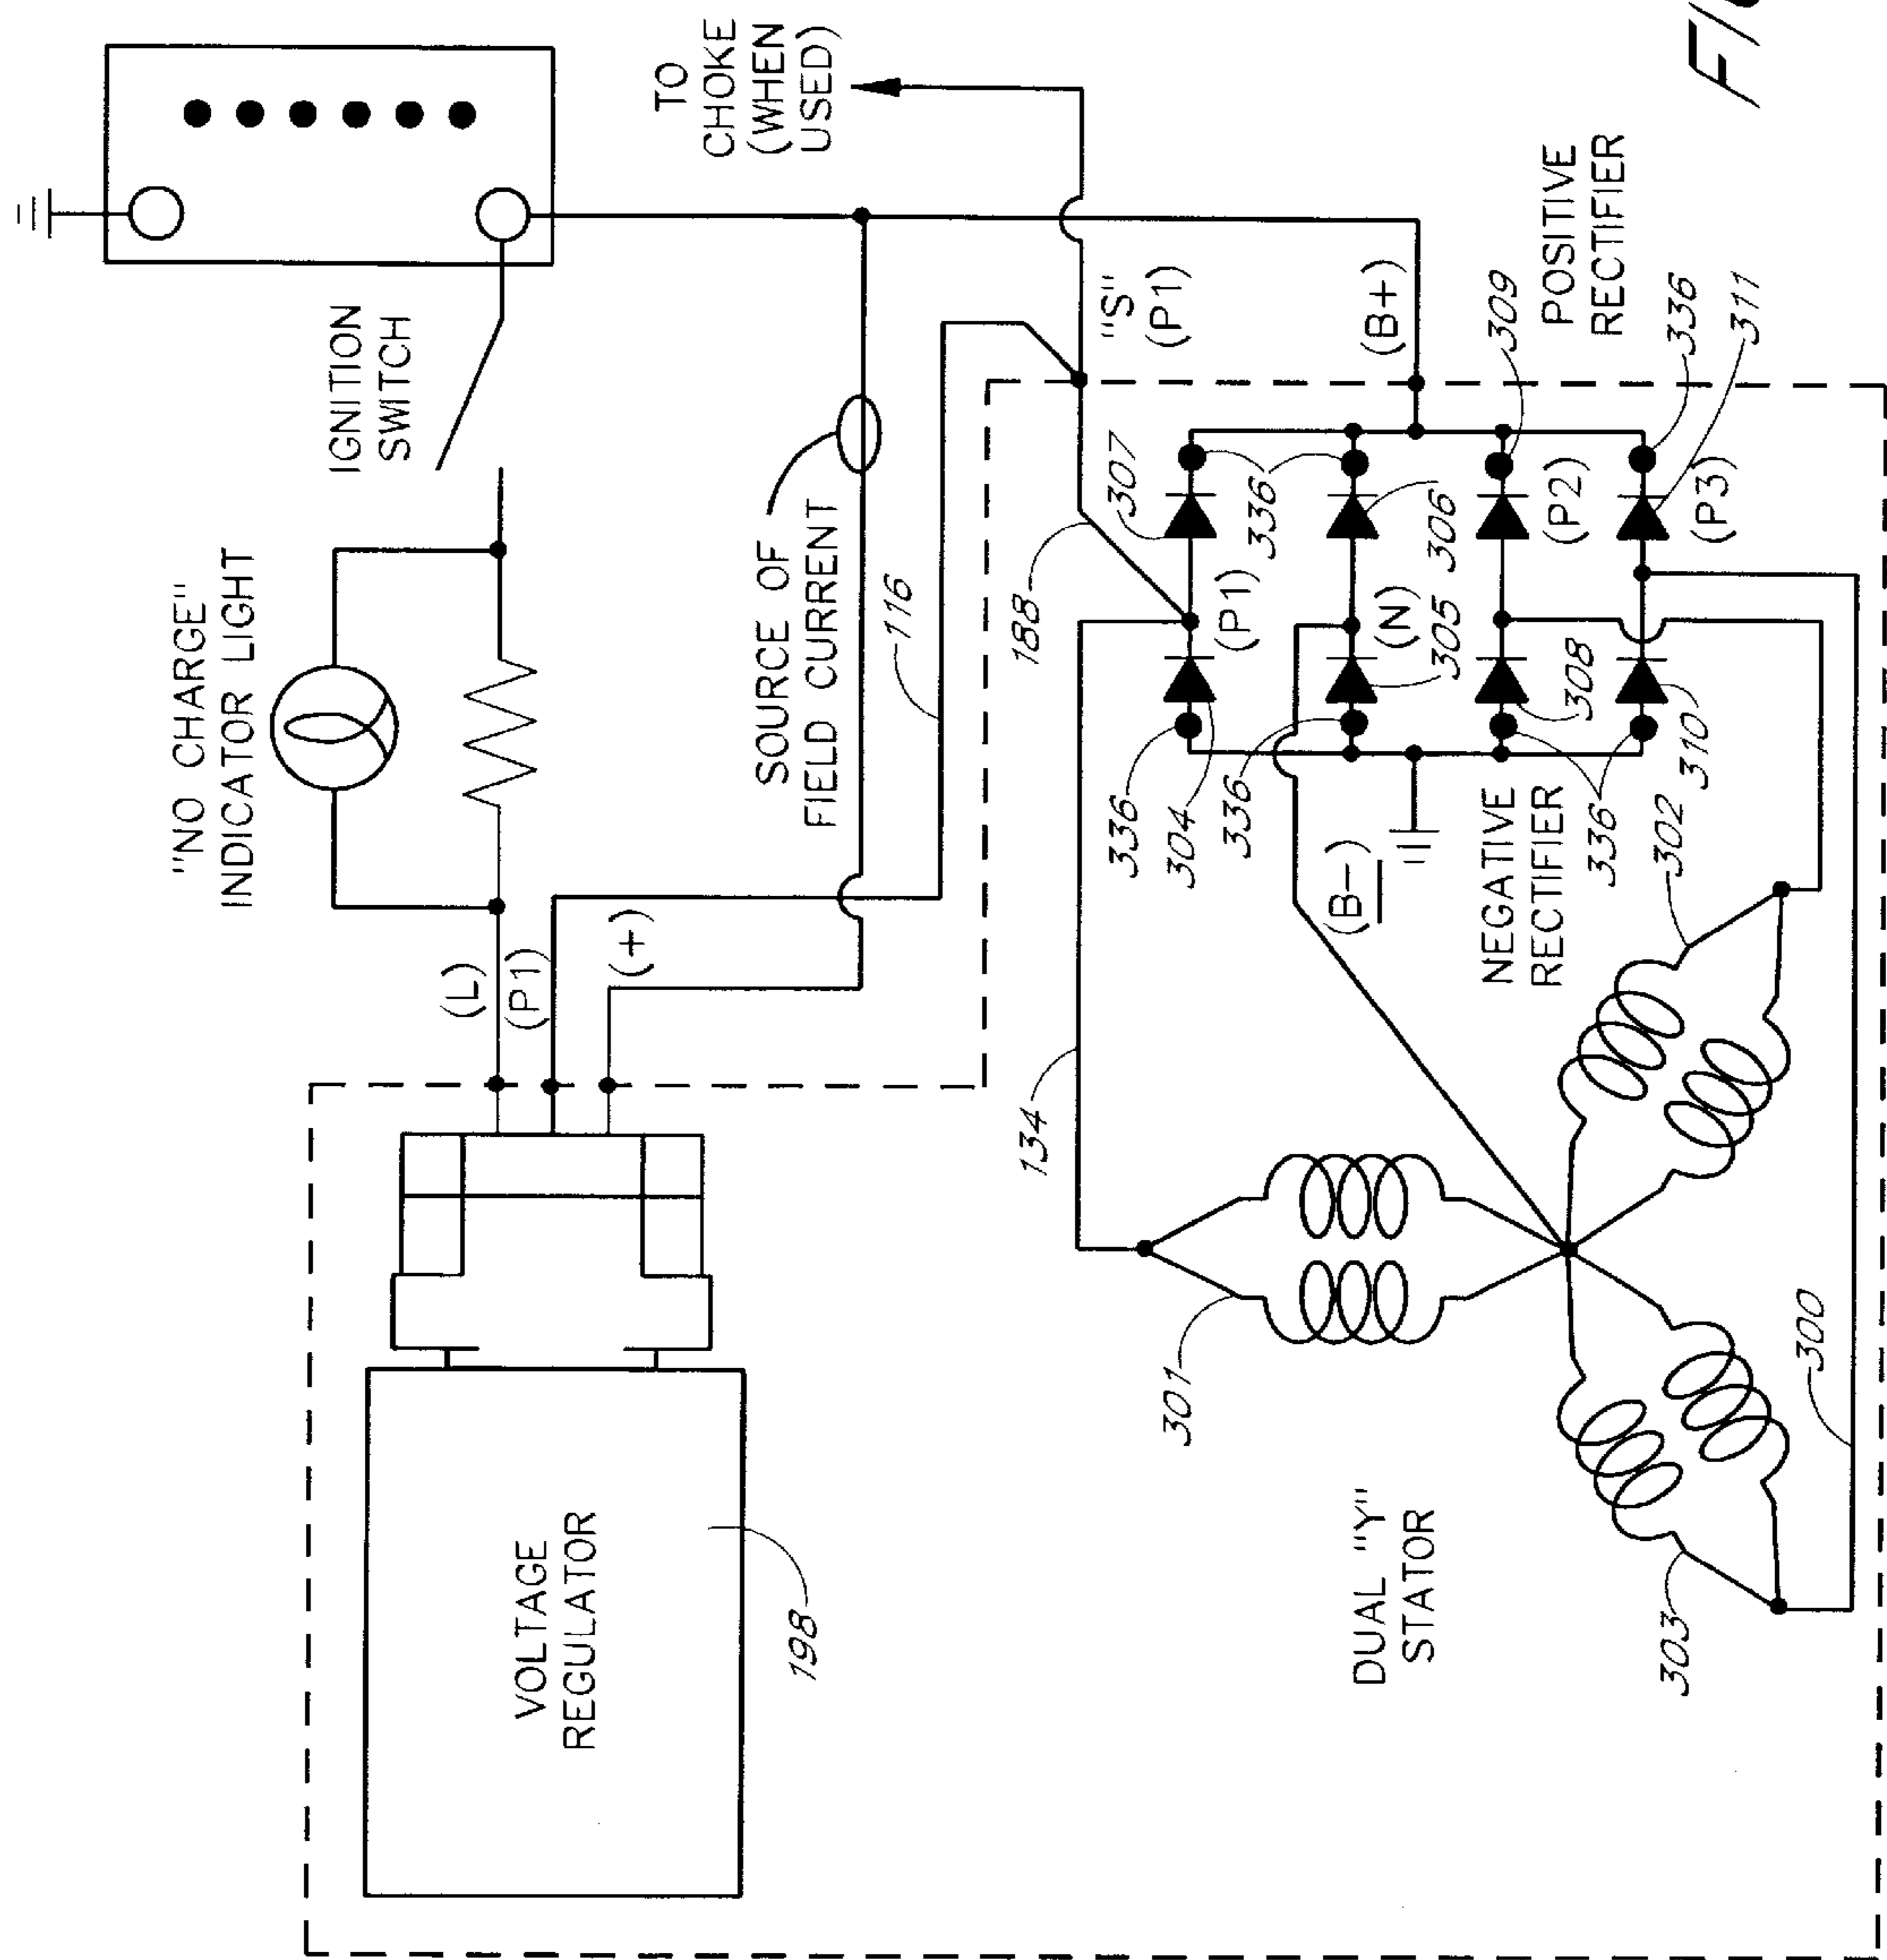 "NO CHARGE"
INDICATOR LIGHT
IGNITION
SWITCH
TO
CHOKE
(WHEN
USED)
SOURCE OF
FIELD CURRENT
116
(L)
(P1)
(+)
VOLTAGE
REGULATOR
198
134
188
"S"
(P1)
(B+)
307
336
306
309
(P2)
POSITIVE
RECTIFIER
336
311
(P3)
(P1)
(N)
305
308
310
336
304
336
(B-)
NEGATIVE
RECTIFIER
336
302
301
DUAL "Y"
STATOR
303
300